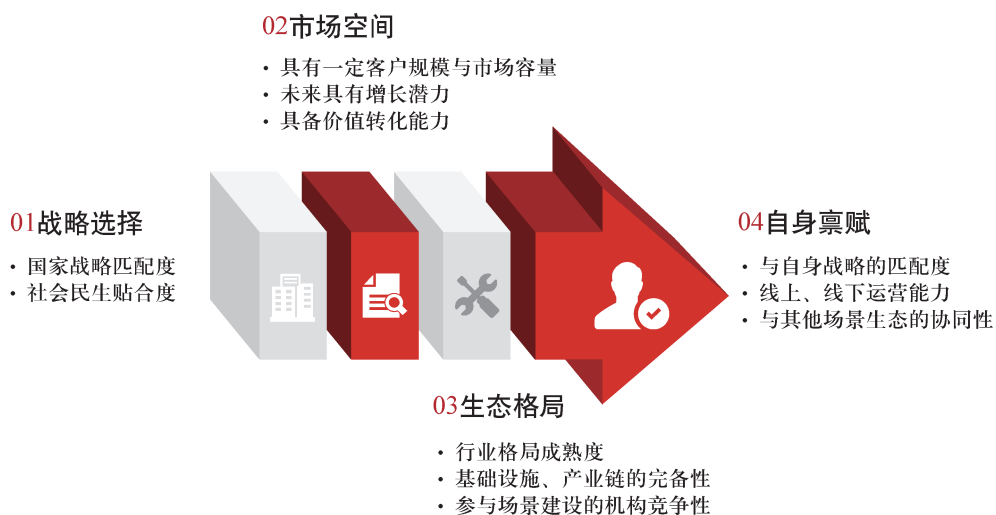 01战略选择
· 国家战略匹配度
· 社会民生贴合度
02市场空间
· 具有一定客户规模与市场容量
· 未来具有增长潜力
· 具备价值转化能力
03生态格局
· 行业格局成熟度
· 基础设施、产业链的完备性
· 参与场景建设的机构竞争性
04自身禀赋
· 与自身战略的匹配度
· 线上、线下运营能力
· 与其他场景生态的协同性